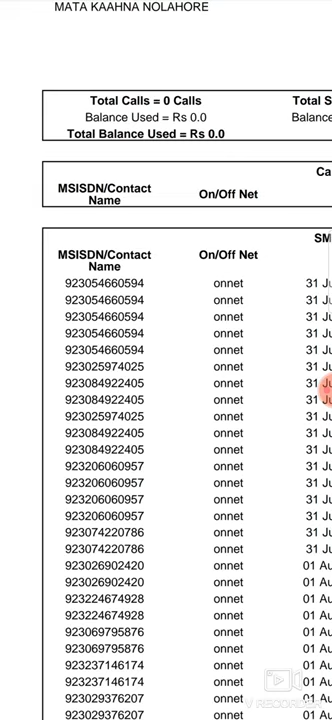 MATA KAAHNA NOLAHORE
Total Calls = 0 Calls Total S
Balance Used = Rs 0.0 Balanc
Total Balance Used = Rs 0.0
Ca
MSISDN/Contact Name On/Off Net
SM
MSISDN/Contact Name On/Off Net
923054660594 onnet 31 Ju
923054660594 onnet 31 Ju
923054660594 onnet 31 Ju
923054660594 onnet 31 Ju
923054660594 onnet 31 Ju
923025974025 onnet 31 Ju
923084922405 onnet 31 Ju
923084922405 onnet 31 Ju
923025974025 onnet 31 Ju
923084922405 onnet 31 Ju
923084922405 onnet 31 Ju
923206060957 onnet 31 Ju
923206060957 onnet 31 Ju
923206060957 onnet 31 Ju
923206060957 onnet 31 Ju
923074220786 onnet 31 Ju
923074220786 onnet 31 Ju
923026902420 onnet 01 Au
923026902420 onnet 01 Au
923224674928 onnet 01 Au
923224674928 onnet 01 Au
923069795876 onnet 01 Au
923069795876 onnet 01 Au
923237146174 onnet 01 Au
923237146174 onnet 01 Au
923029376207 onnet 01 Au
923029376207 onnet 01 Au
V RECORDER